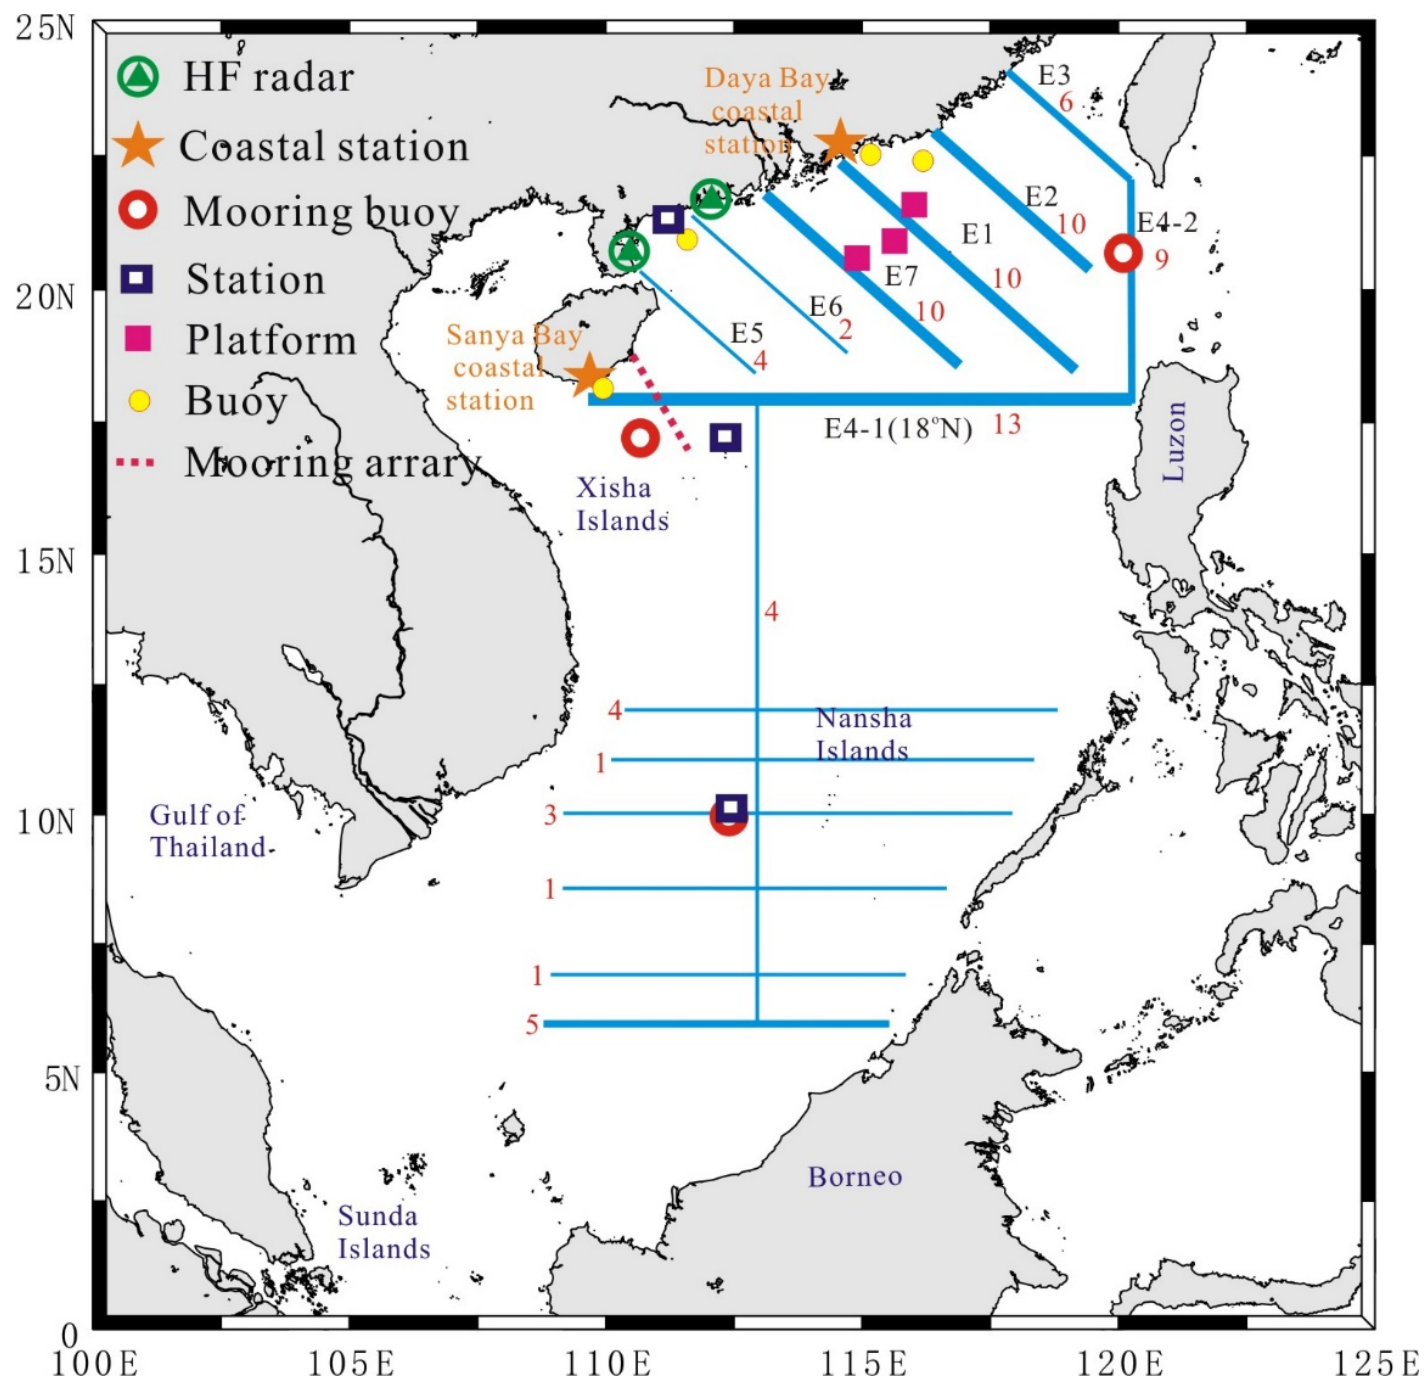 25N
20N
15N
10N
5N
0
100E
105E
110E
115E
120E
125E
HF radar
Coastal station
Mooring buoy
Station
Platform
Buoy
Mooring arrary
Daya Bay
coastal
station
Sanya Bay
coastal
station
E3
6
E2
10
E4-2
9
E1
10
E7
10
E6
2
E5
4
E4-1(18°N)
13
Luzon
Xisha
Islands
4
4
Nansha
Islands
1
3
1
1
5
Gulf of
Thailand
Borneo
Sunda
Islands